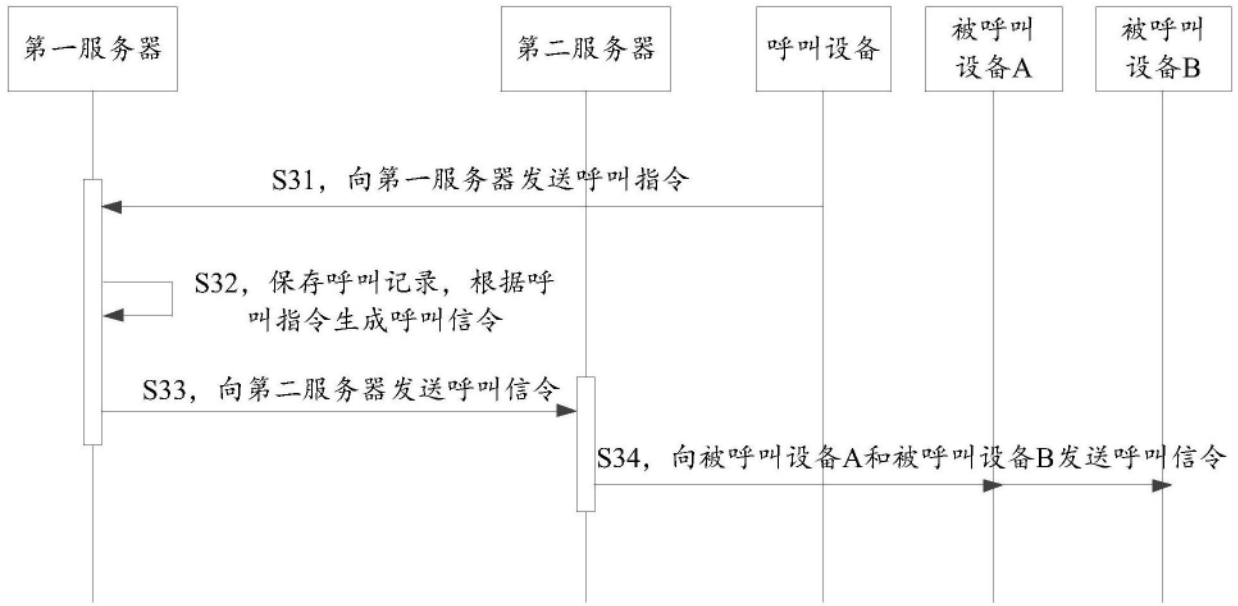 第一服务器
第二服务器
呼叫设备
被呼叫
设备A
被呼叫
设备B
S31，向第一服务器发送呼叫指令
S32，保存呼叫记录，根据呼
叫指令生成呼叫信令
S33，向第二服务器发送呼叫信令
S34，向被呼叫设备A和被呼叫设备B发送呼叫信令